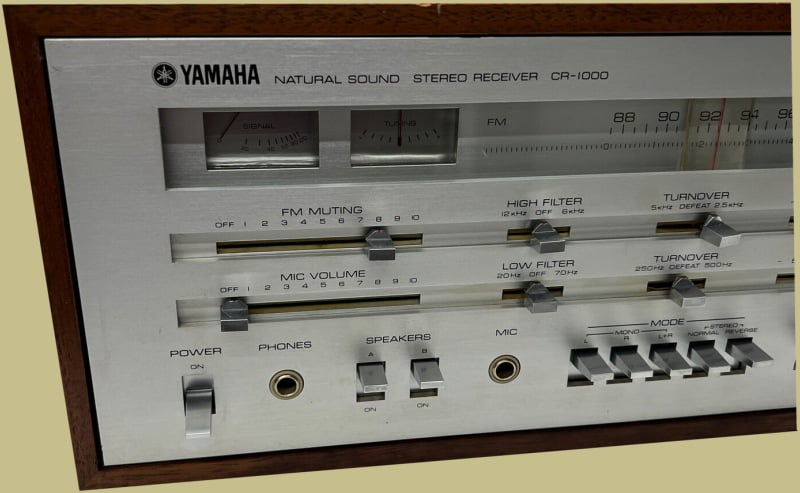 YAMAHA NATURAL SOUND STEREO RECEIVER CR-1000
SIGNAL
TUNING
FM 88 90 92 94 96
FM MUTING
OFF 1 2 3 4 5 6 7 8 9 10
HIGH FILTER
12KHz OFF 6KHz
TURNOVER
5KHz DEFEAT 2.5KHz
MIC VOLUME
OFF 1 2 3 4 5 6 7 8 9 10
LOW FILTER
20Hz OFF 70Hz
TURNOVER
250Hz DEFEAT 500Hz
POWER
ON
PHONES
SPEAKERS
A B
ON ON
MIC
MODE
MONO STEREO
L R L+R NORMAL REVERSE